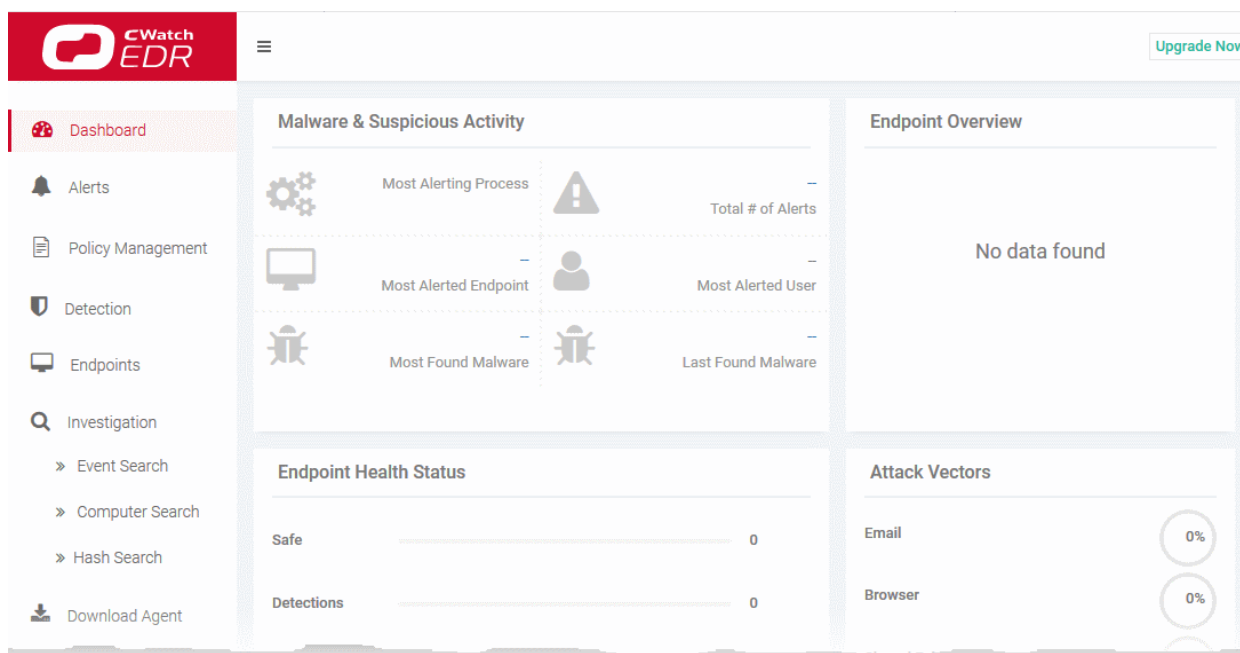 CWatch
EDR
Upgrade Now
Dashboard
Alerts
Policy Management
Detection
Endpoints
Investigation
» Event Search
» Computer Search
» Hash Search
Download Agent
Malware & Suspicious Activity
Most Alerting Process
--
Total # of Alerts
--
Most Alerted Endpoint
--
Most Alerted User
--
Most Found Malware
--
Last Found Malware
Endpoint Overview
No data found
Endpoint Health Status
Safe 0
Detections 0
Attack Vectors
Email 0%
Browser 0%